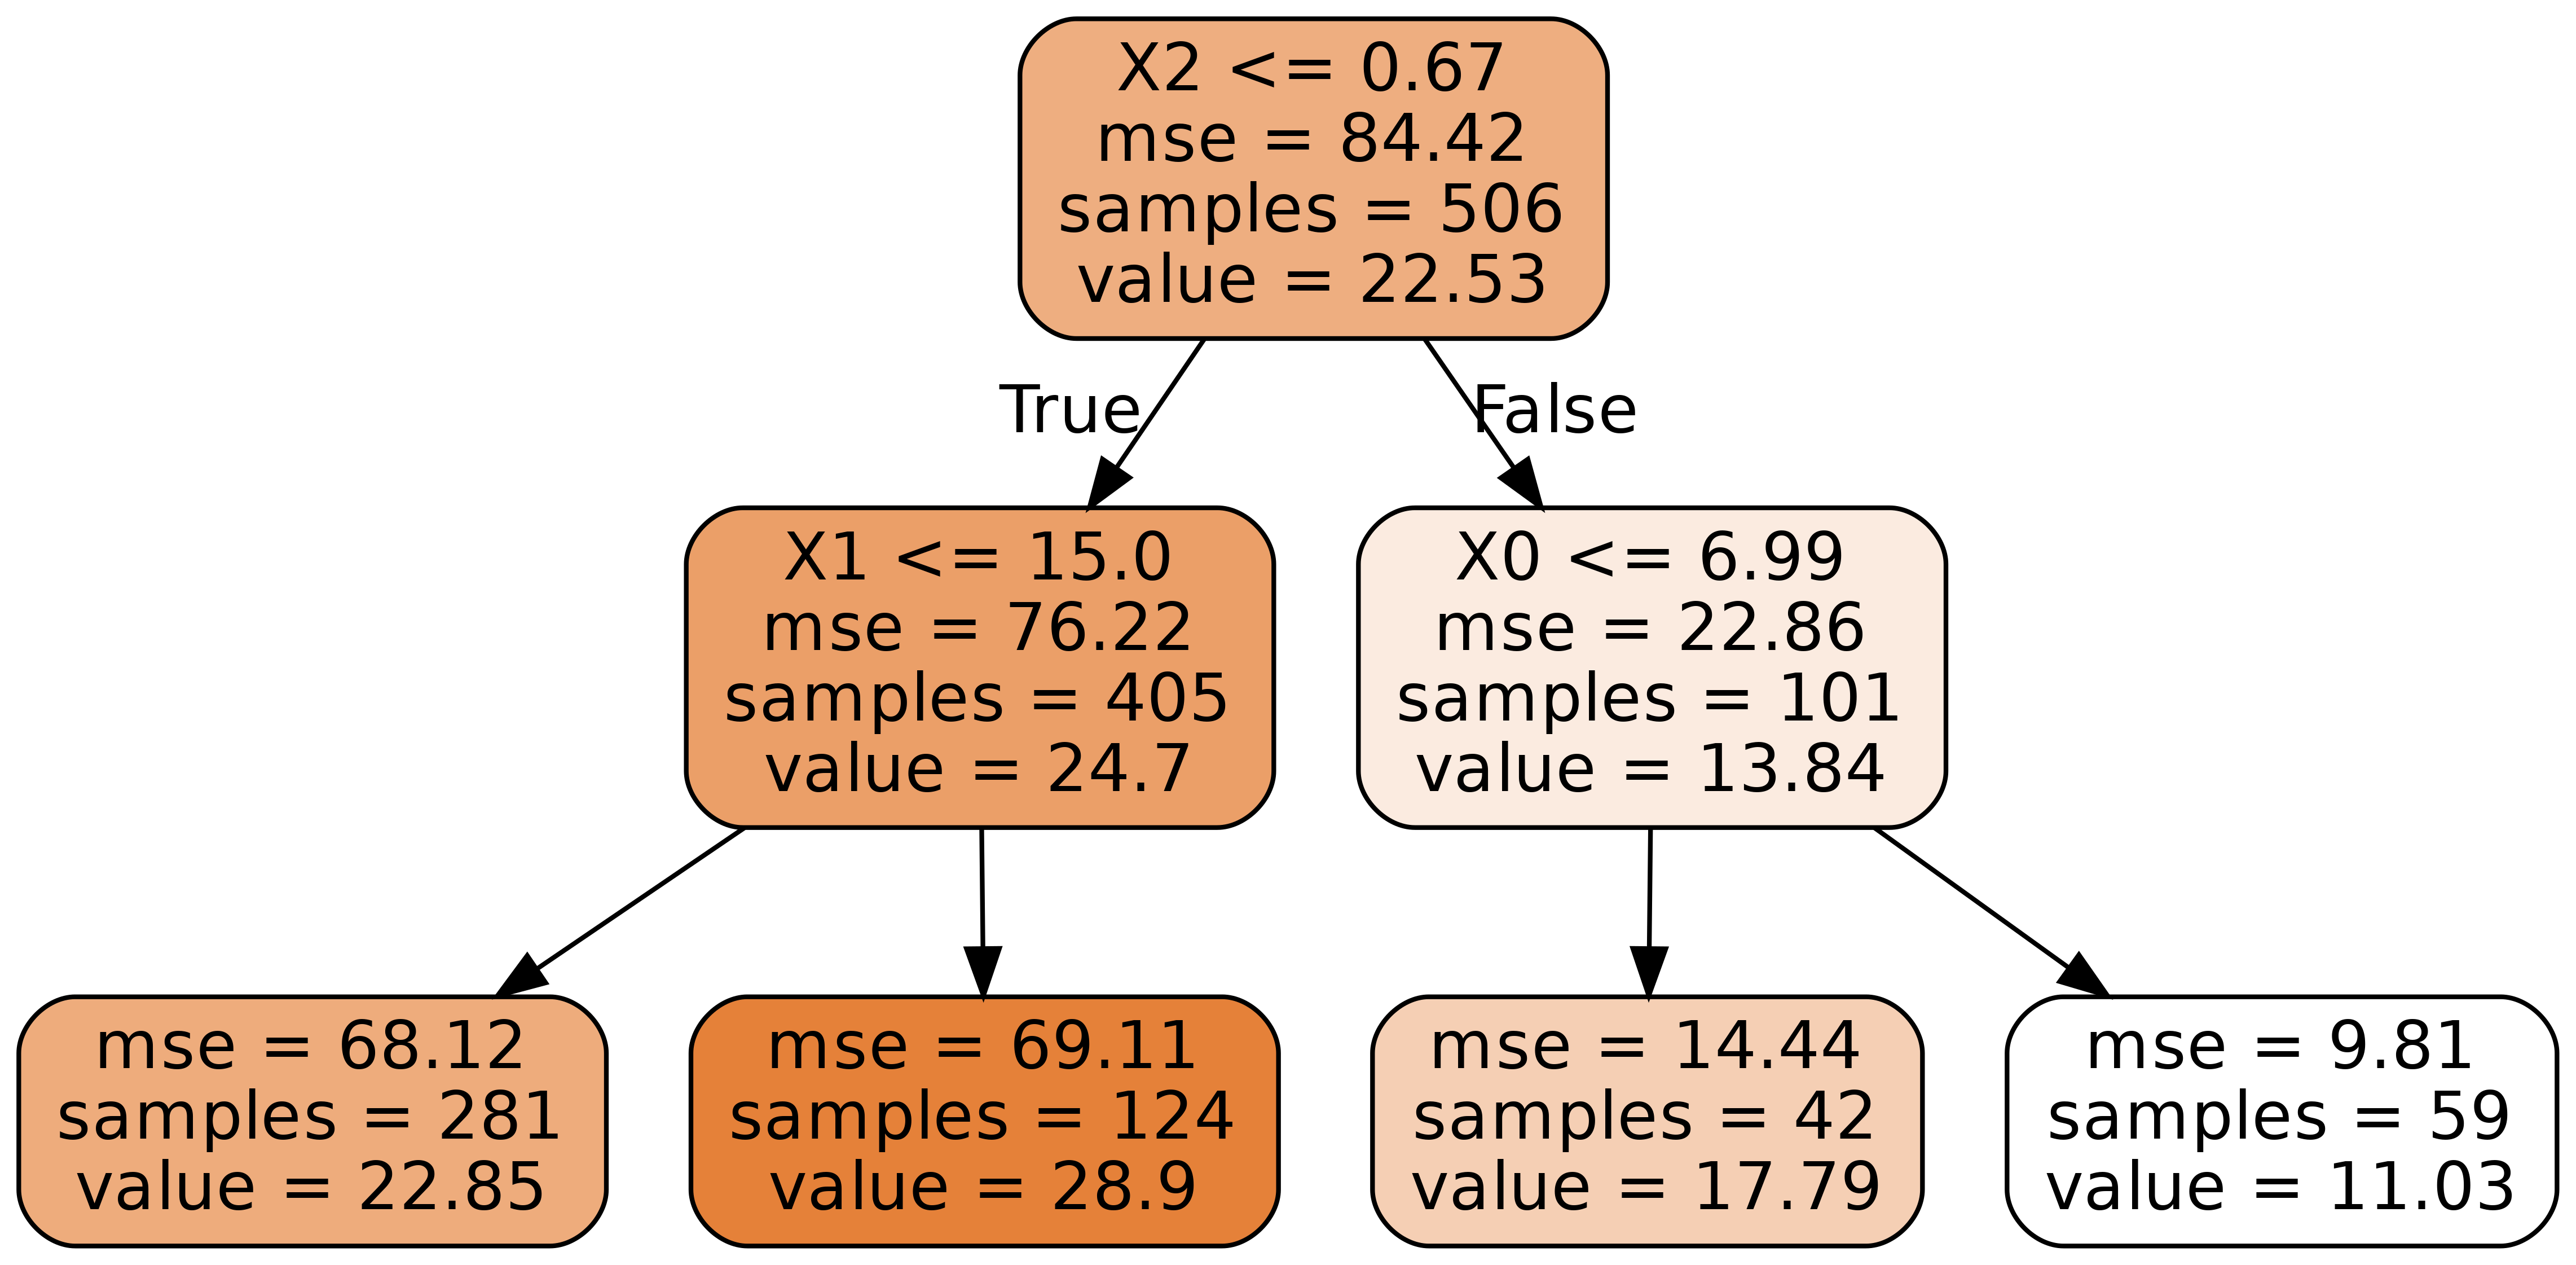 X2 <= 0.67
mse = 84.42
samples = 506
value = 22.53
True
False
X1 <= 15.0
mse = 76.22
samples = 405
value = 24.7
X0 <= 6.99
mse = 22.86
samples = 101
value = 13.84
mse = 68.12
samples = 281
value = 22.85
mse = 69.11
samples = 124
value = 28.9
mse = 14.44
samples = 42
value = 17.79
mse = 9.81
samples = 59
value = 11.03